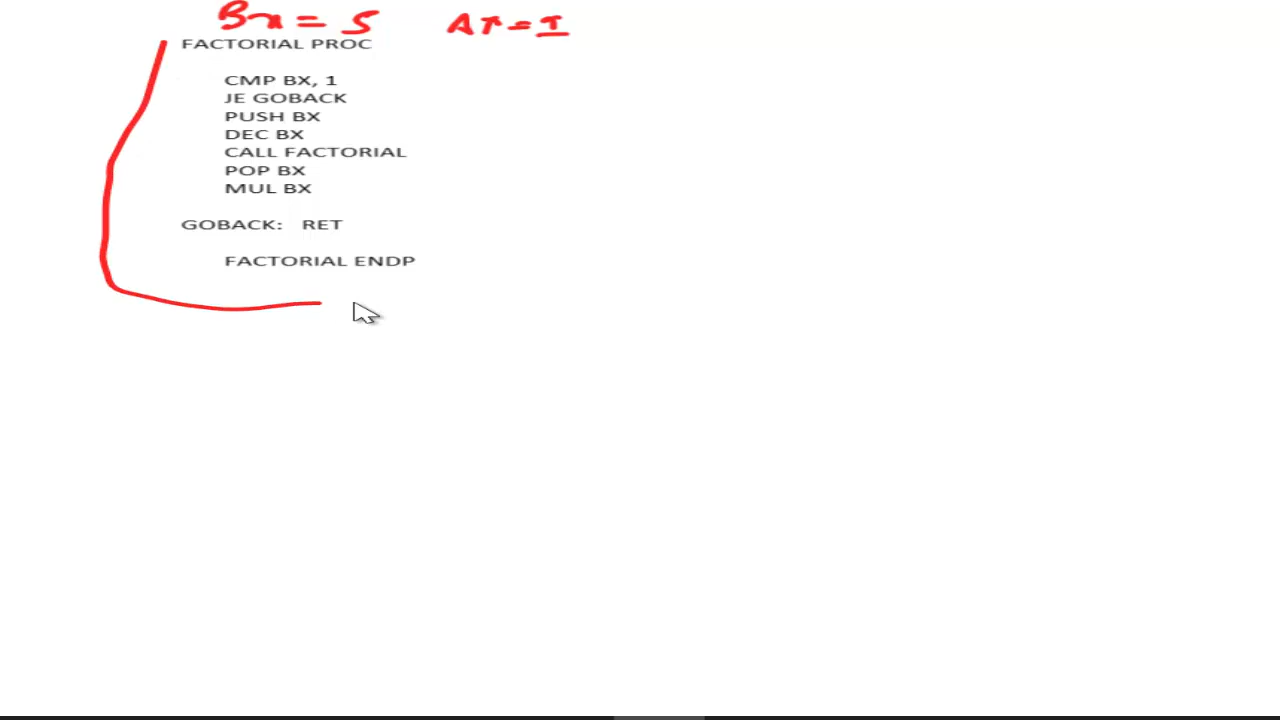 Bx = 5 Ax = 1
FACTORIAL PROC
CMP BX, 1
JE GOBACK
PUSH BX
DEC BX
CALL FACTORIAL
POP BX
MUL BX
GOBACK: RET
FACTORIAL ENDP